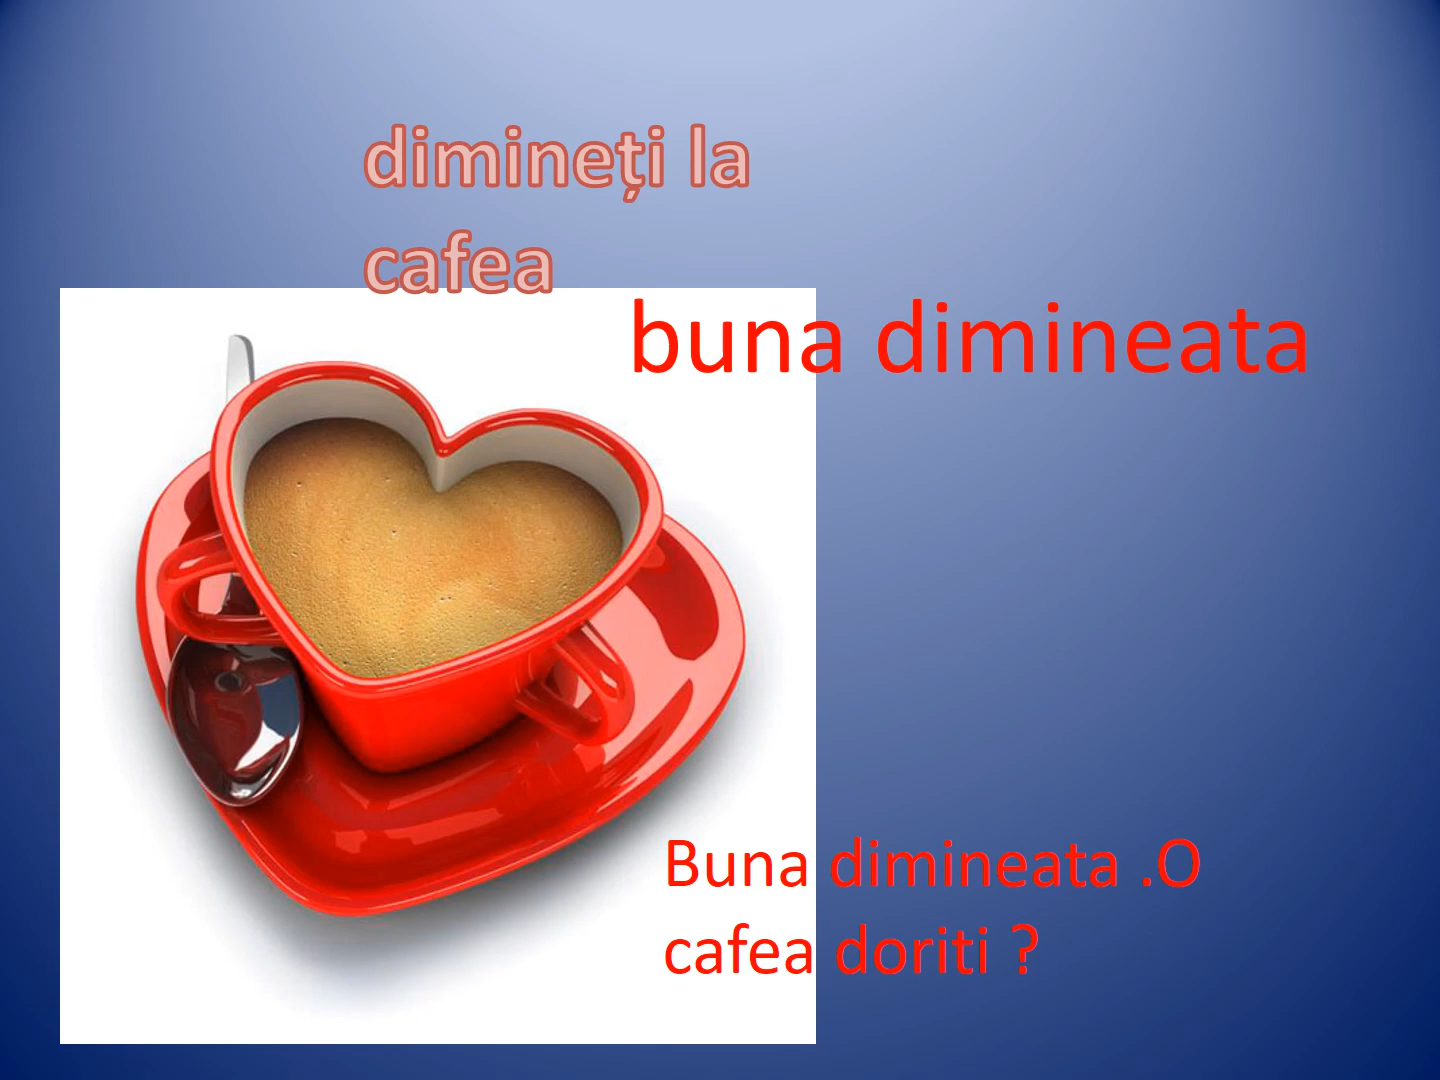 dimineți la
cafea
buna dimineata
Buna dimineata .O
cafea doriti ?